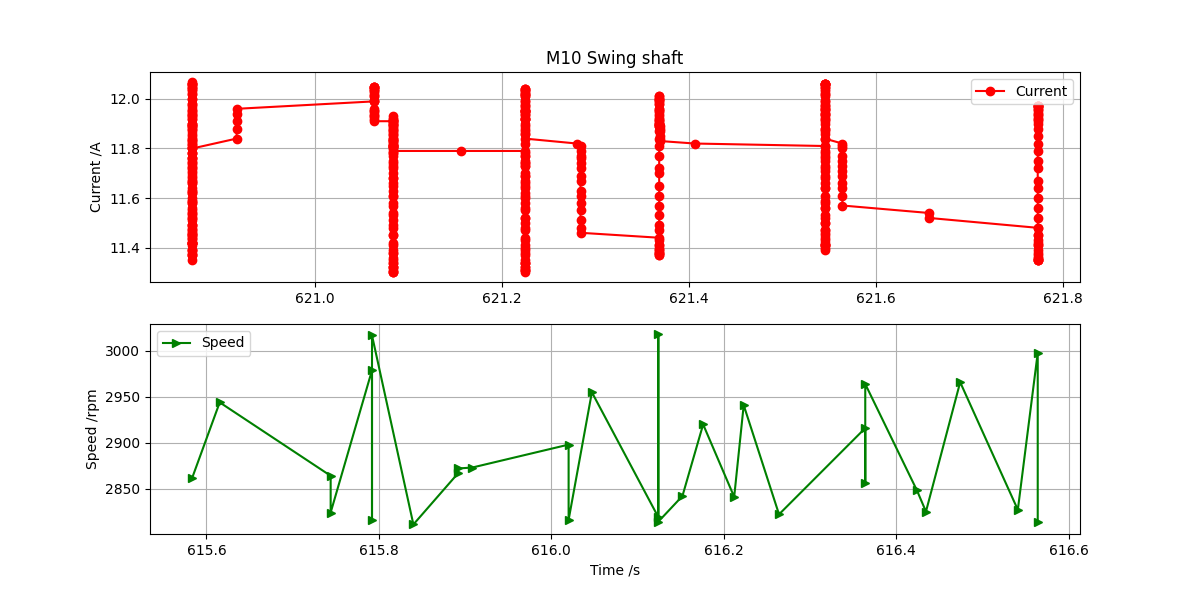 M10 Swing shaft
Current /A
12.0
11.8
11.6
11.4
Current
621.0 621.2 621.4 621.6 621.8
Speed /rpm
3000
2950
2900
2850
Speed
615.6 615.8 616.0 616.2 616.4 616.6
Time /s